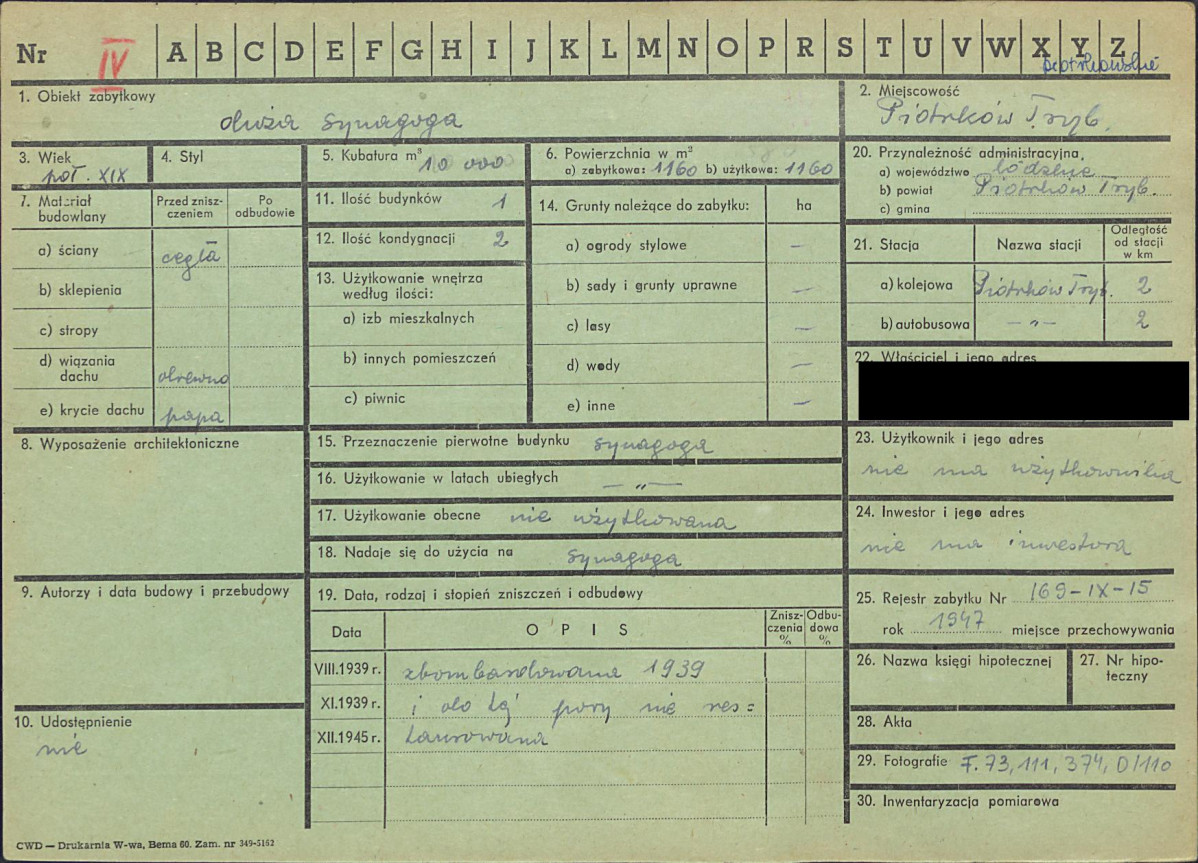 Nr IV A B C D E F G H I J K L M N O P R S T U V W X Y Z
piotrkowskie
1. Obiekt zabytkowy
duża synagoga
2. Miejscowość
Piotrków Tryb.
3. Wiek
poł. XIX
4. Styl
5. Kubatura m³ 10 000
6. Powierzchnia w m²
a) zabytkowa: 1160 b) użytkowa: 1160
20. Przynależność administracyjna,
a) województwo łódzkie
b) powiat Piotrków Tryb.
c) gmina
7. Materiał budowlany
Przed zniszczeniem
Po odbudowie
a) ściany cegła
b) sklepienia
c) stropy
d) wiązania dachu drewno
e) krycie dachu papa
11. Ilość budynków 1
12. Ilość kondygnacji 2
13. Użytkowanie wnętrza
według ilości:
a) izb mieszkalnych
b) innych pomieszczeń
c) piwnic
14. Grunty należące do zabytku: ha
a) ogrody stylowe —
b) sady i grunty uprawne —
c) lasy —
d) wody —
e) inne —
21. Stacja Nazwa stacji Odległość od stacji w km
a) kolejowa Piotrków Tryb. 2
b) autobusowa — „ — 2
22. Właściciel i jego adres
8. Wyposażenie architektoniczne
15. Przeznaczenie pierwotne budynku synagoga
16. Użytkowanie w latach ubiegłych — „ —
17. Użytkowanie obecne nie użytkowana
18. Nadaje się do użycia na synagoga
23. Użytkownik i jego adres
nie ma użytkownika
24. Inwestor i jego adres
nie ma inwestora
9. Autorzy i data budowy i przebudowy
10. Udostępnienie
nie
19. Data, rodzaj i stopień zniszczeń i odbudowy
Data OPIS Zniszczenia % Odbudowa %
VIII.1939 r. zbombardowana 1939
XI.1939 r. i do tej pory nie res=
XII.1945 r. taurowana
25. Rejestr zabytku Nr 169-IX-15
rok 1947 miejsce przechowywania
26. Nazwa księgi hipotecznej
27. Nr hipoteczny
28. Akta
29. Fotografie F. 73, 111, 374, D/110
30. Inwentaryzacja pomiarowa
CWD — Drukarnia W-wa, Bema 60. Zam. nr 349-5162